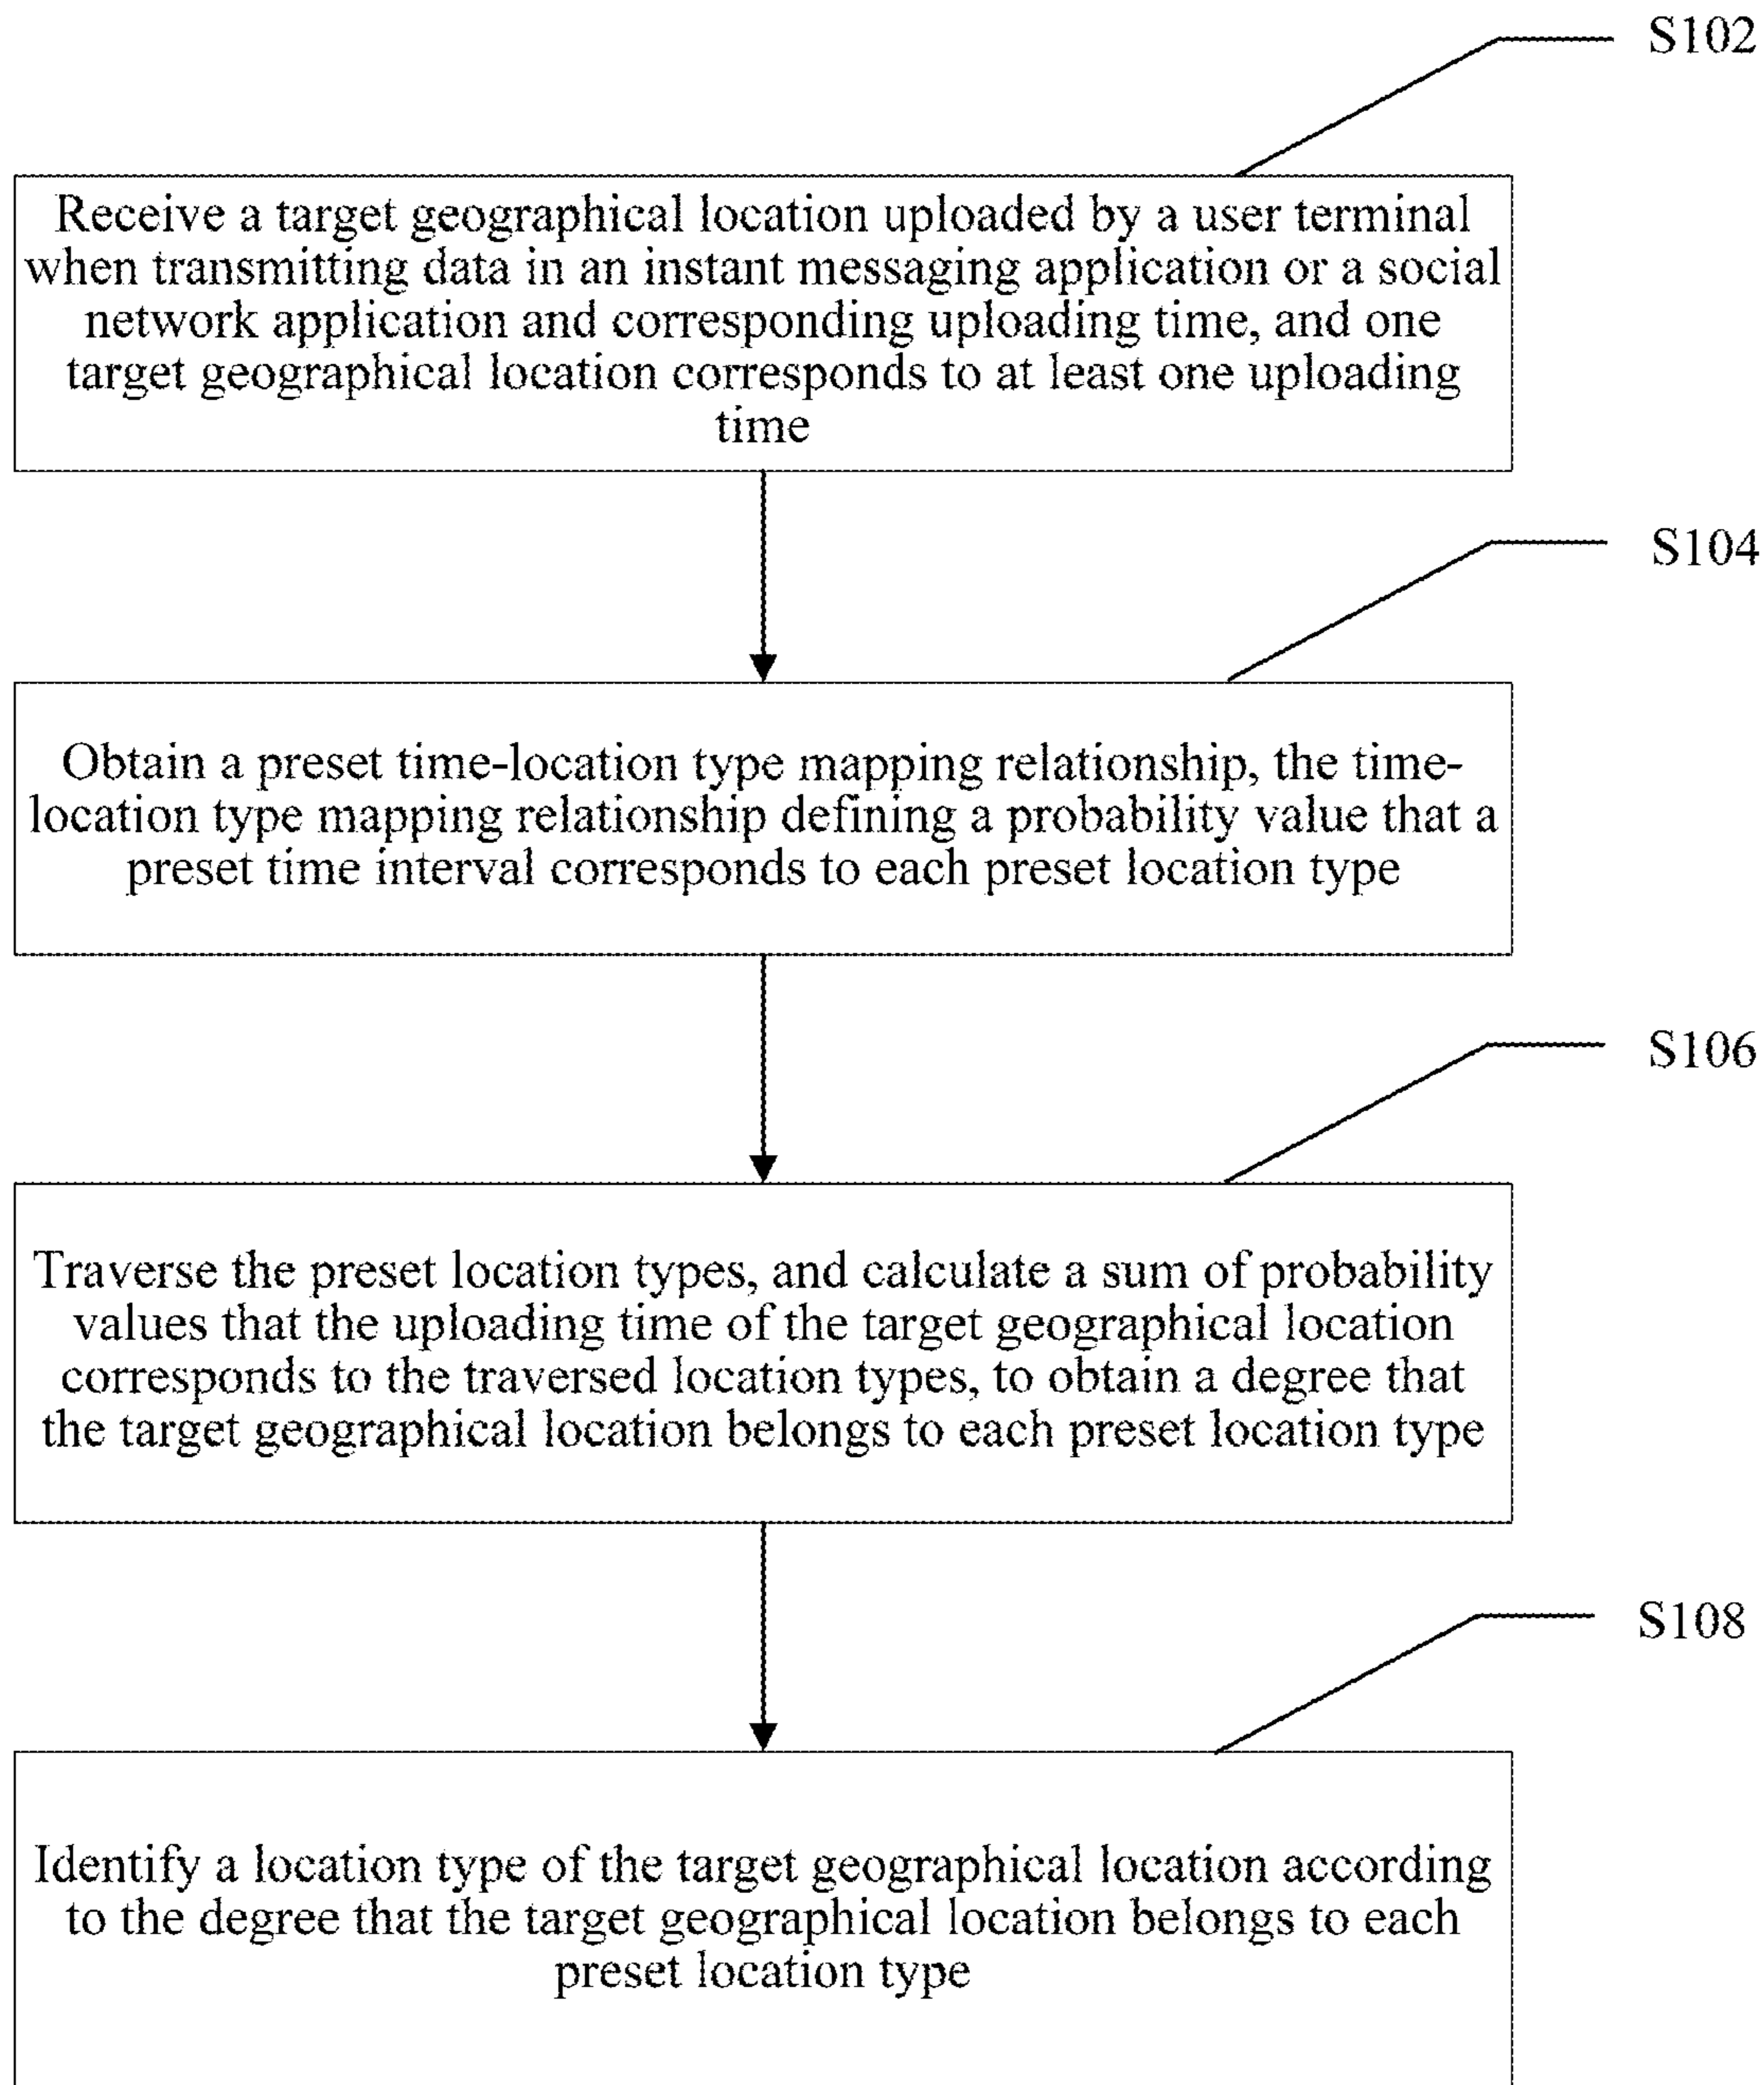 S102
Receive a target geographical location uploaded by a user terminal
when transmitting data in an instant messaging application or a social
network application and corresponding uploading time, and one
target geographical location corresponds to at least one uploading
time
S104
Obtain a preset time-location type mapping relationship, the time-
location type mapping relationship defining a probability value that a
preset time interval corresponds to each preset location type
S106
Traverse the preset location types, and calculate a sum of probability
values that the uploading time of the target geographical location
corresponds to the traversed location types, to obtain a degree that
the target geographical location belongs to each preset location type
S108
Identify a location type of the target geographical location according
to the degree that the target geographical location belongs to each
preset location type